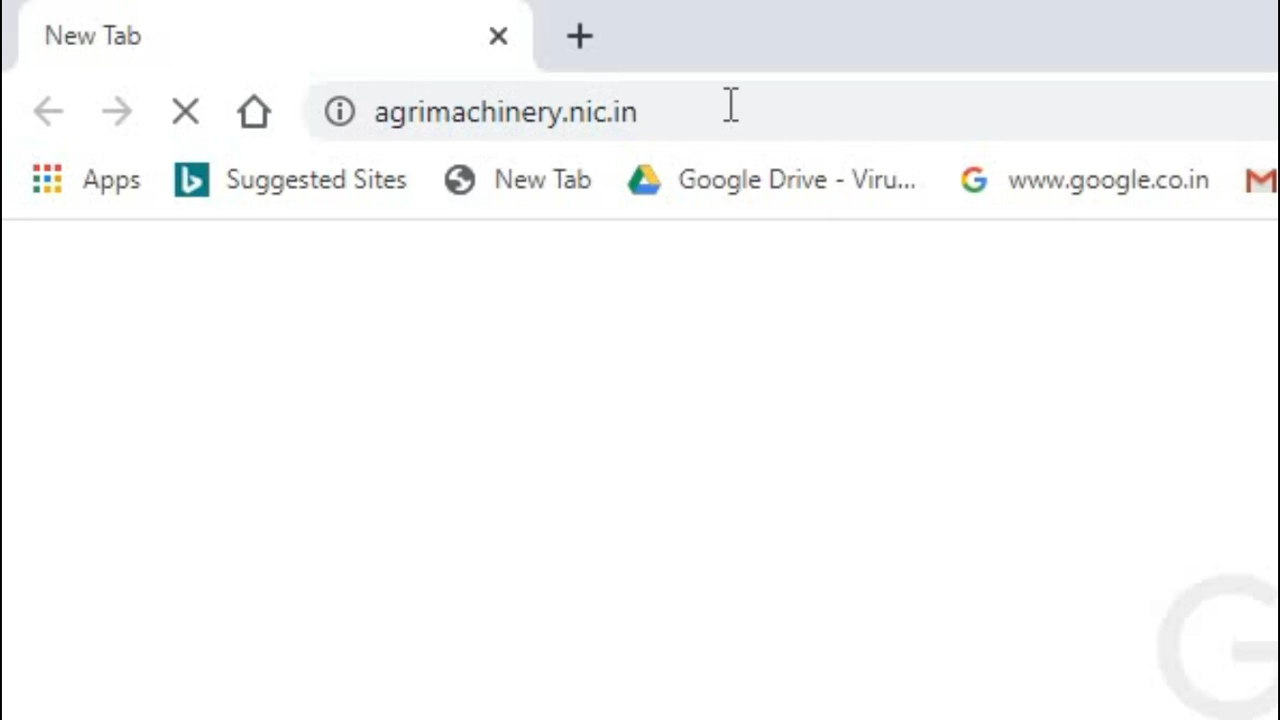 New Tab
agrimachinery.nic.in
Apps Suggested Sites New Tab Google Drive - Viru... www.google.co.in
G